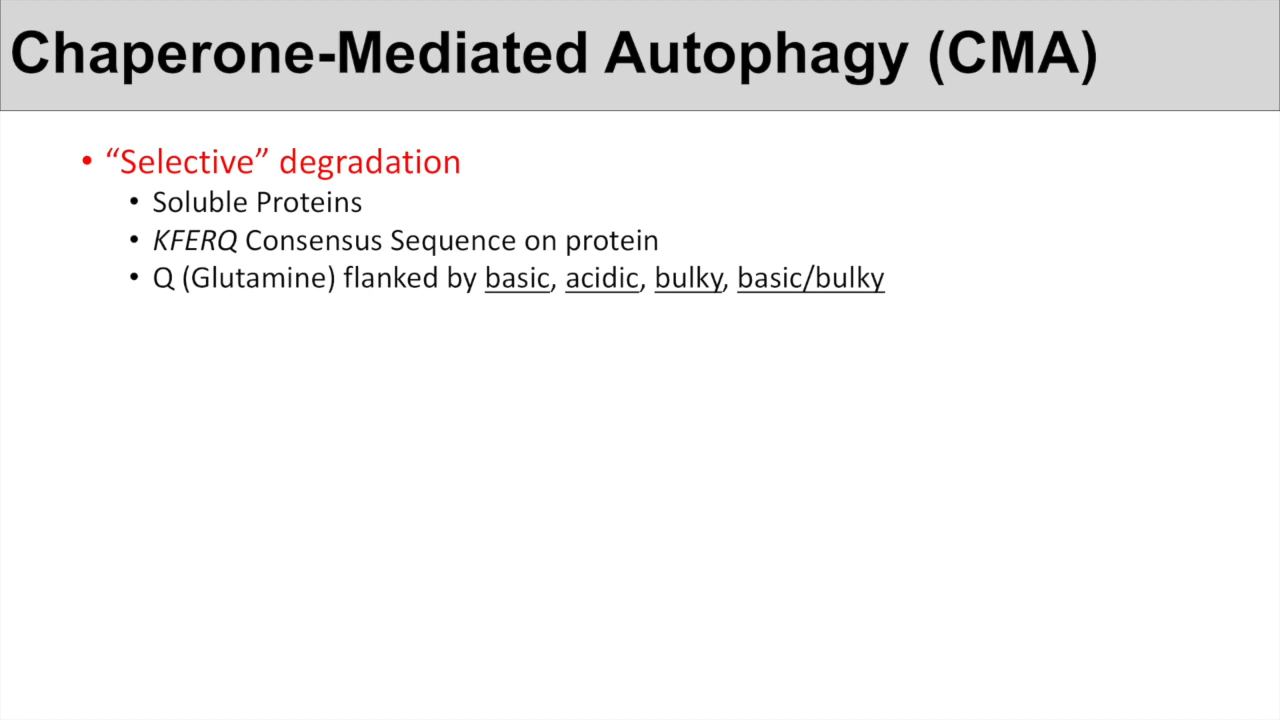 Chaperone-Mediated Autophagy (CMA)
• “Selective” degradation
• Soluble Proteins
• KFERQ Consensus Sequence on protein
• Q (Glutamine) flanked by basic, acidic, bulky, basic/bulky